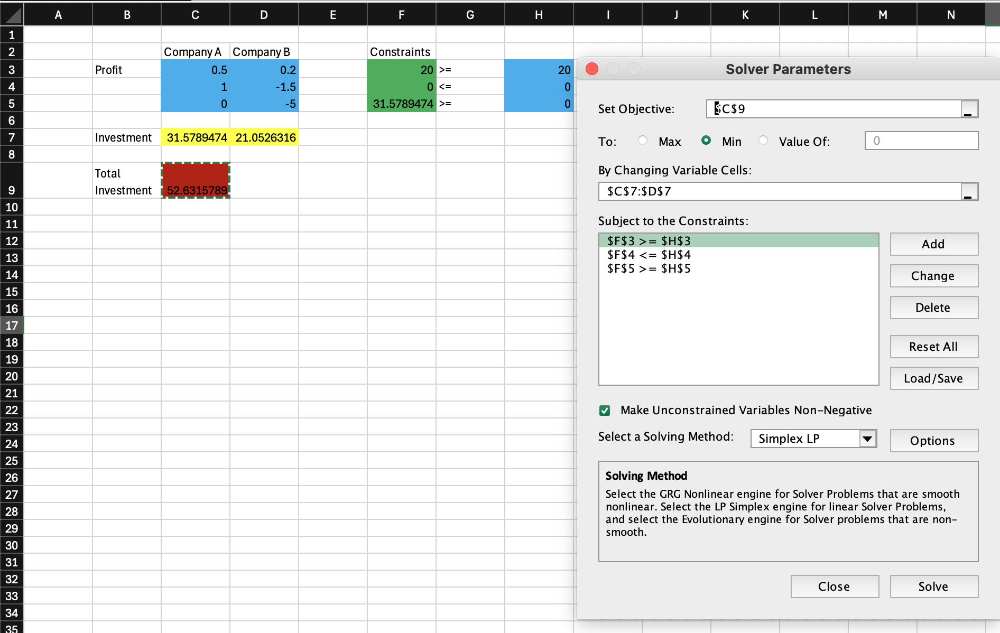 A B C D E F G H I J K L M N
1
2 Company A Company B Constraints
3 Profit 0.5 0.2 20 >= 20
4 1 -1.5 0 <= 0
5 0 -5 31.5789474 >= 0
6
7 Investment 31.5789474 21.0526316
8
Total
9 Investment 52.6315789
10
11
12
13
14
15
16
17
18
19
20
21
22
23
24
25
26
27
28
29
30
31
32
33
34
35
Solver Parameters
Set Objective: $C$9
To: Max Min Value Of: 0
By Changing Variable Cells:
$C$7:$D$7
Subject to the Constraints:
$F$3 >= $H$3
$F$4 <= $H$4
$F$5 >= $H$5
Add
Change
Delete
Reset All
Load/Save
Make Unconstrained Variables Non-Negative
Select a Solving Method: Simplex LP Options
Solving Method
Select the GRG Nonlinear engine for Solver Problems that are smooth
nonlinear. Select the LP Simplex engine for linear Solver Problems,
and select the Evolutionary engine for Solver problems that are non-
smooth.
Close Solve